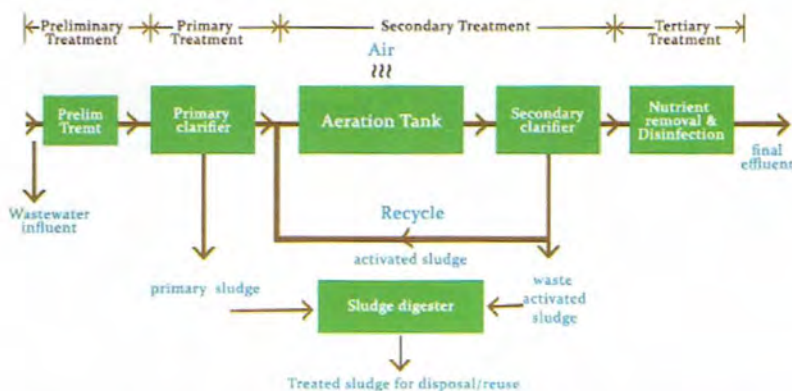 Preliminary
Treatment
Primary
Treatment
Secondary Treatment
Tertiary
Treatment
Air
Prelim
Tremt
Primary
clarifier
Aeration Tank
Secondary
clarifier
Nutrient
removal &
Disinfection
final
effluent
Wastewater
influent
Recycle
activated sludge
primary sludge
Sludge digester
waste
activated
sludge
Treated sludge for disposal/reuse